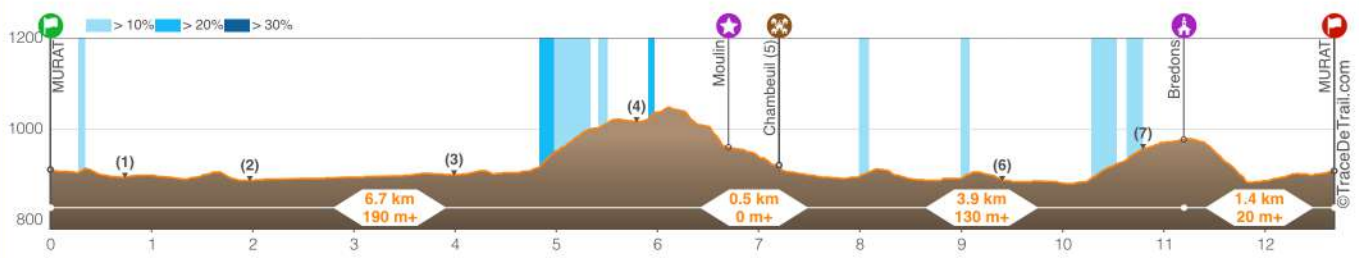 > 10% > 20% > 30%
1200
1000
800
MURAT
(1)
(2)
(3)
(4)
Moulin
Chambeuil (5)
(6)
(7)
Bredons
MURAT
©TraceDeTrail.com
6.7 km
190 m+
0.5 km
0 m+
3.9 km
130 m+
1.4 km
20 m+
0 1 2 3 4 5 6 7 8 9 10 11 12